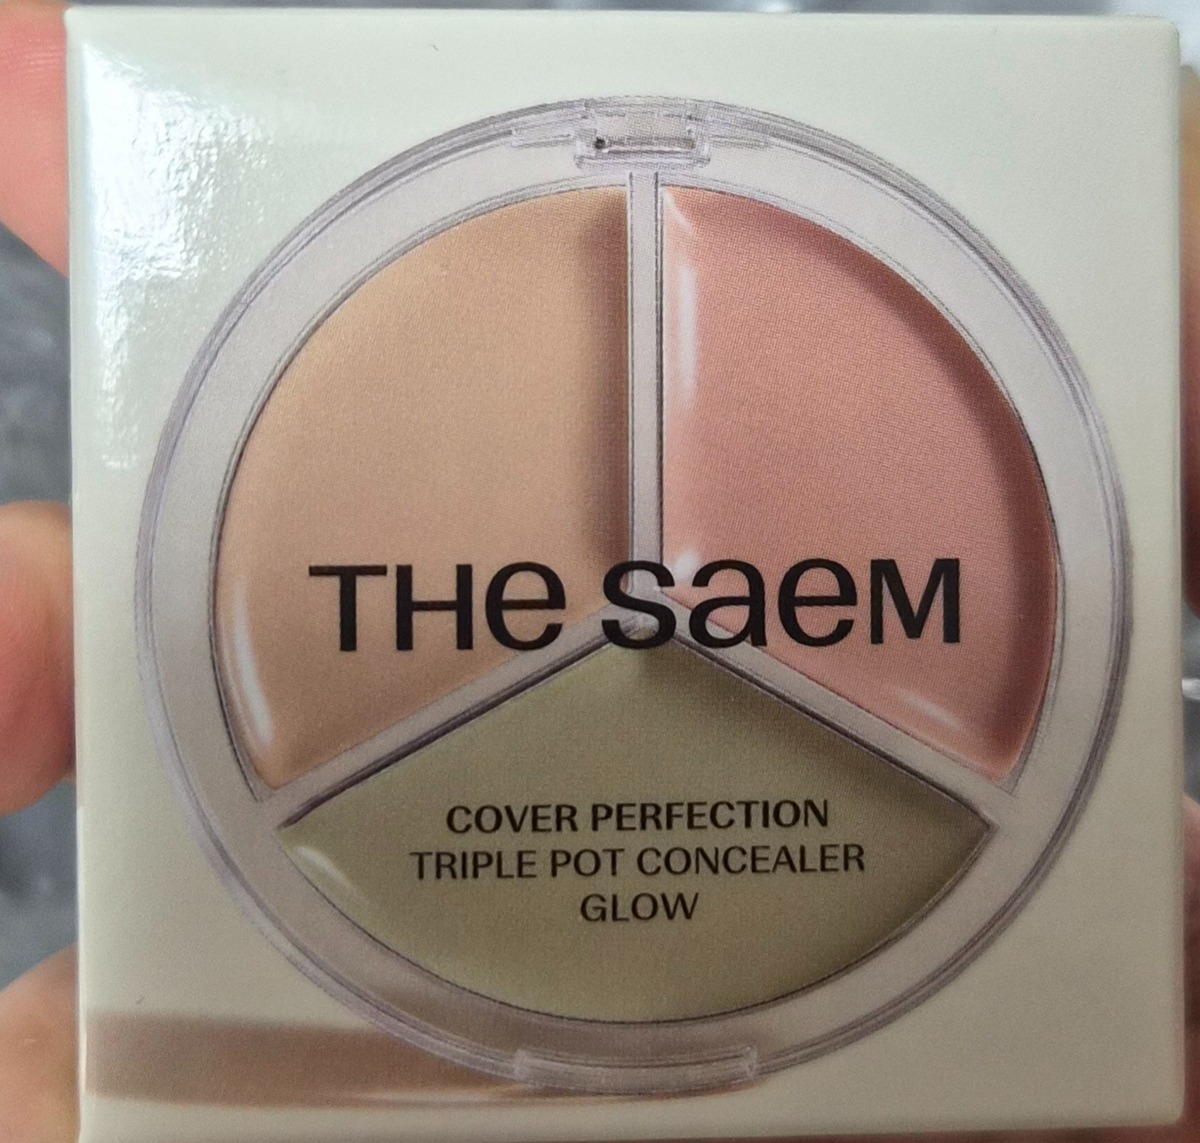 THe SaeM
COVER PERFECTION
TRIPLE POT CONCEALER
GLOW